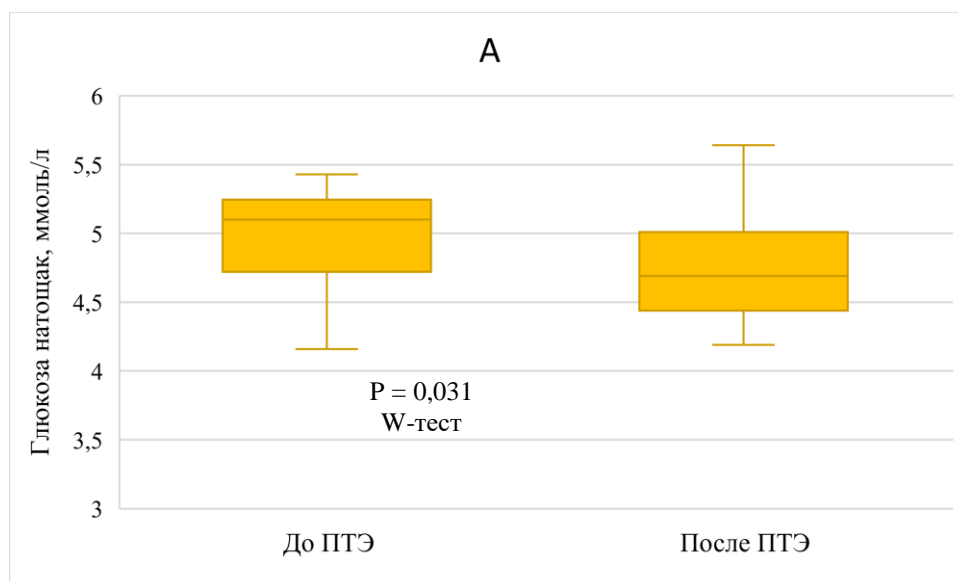 А
Глюкоза натощак, ммоль/л
6
5,5
5
4,5
4
3,5
3
P = 0,031
W-тест
До ПТЭ
После ПТЭ